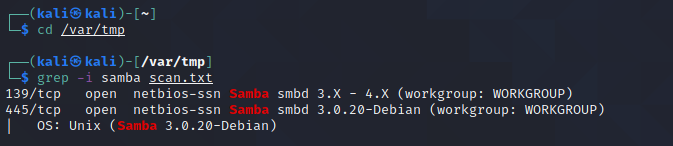 ┌──(kali㉿kali)-[~]
└─$ cd /var/tmp
┌──(kali㉿kali)-[/var/tmp]
└─$ grep -i samba scan.txt
139/tcp   open  netbios-ssn Samba smbd 3.X - 4.X (workgroup: WORKGROUP)
445/tcp   open  netbios-ssn Samba smbd 3.0.20-Debian (workgroup: WORKGROUP)
|   OS: Unix (Samba 3.0.20-Debian)